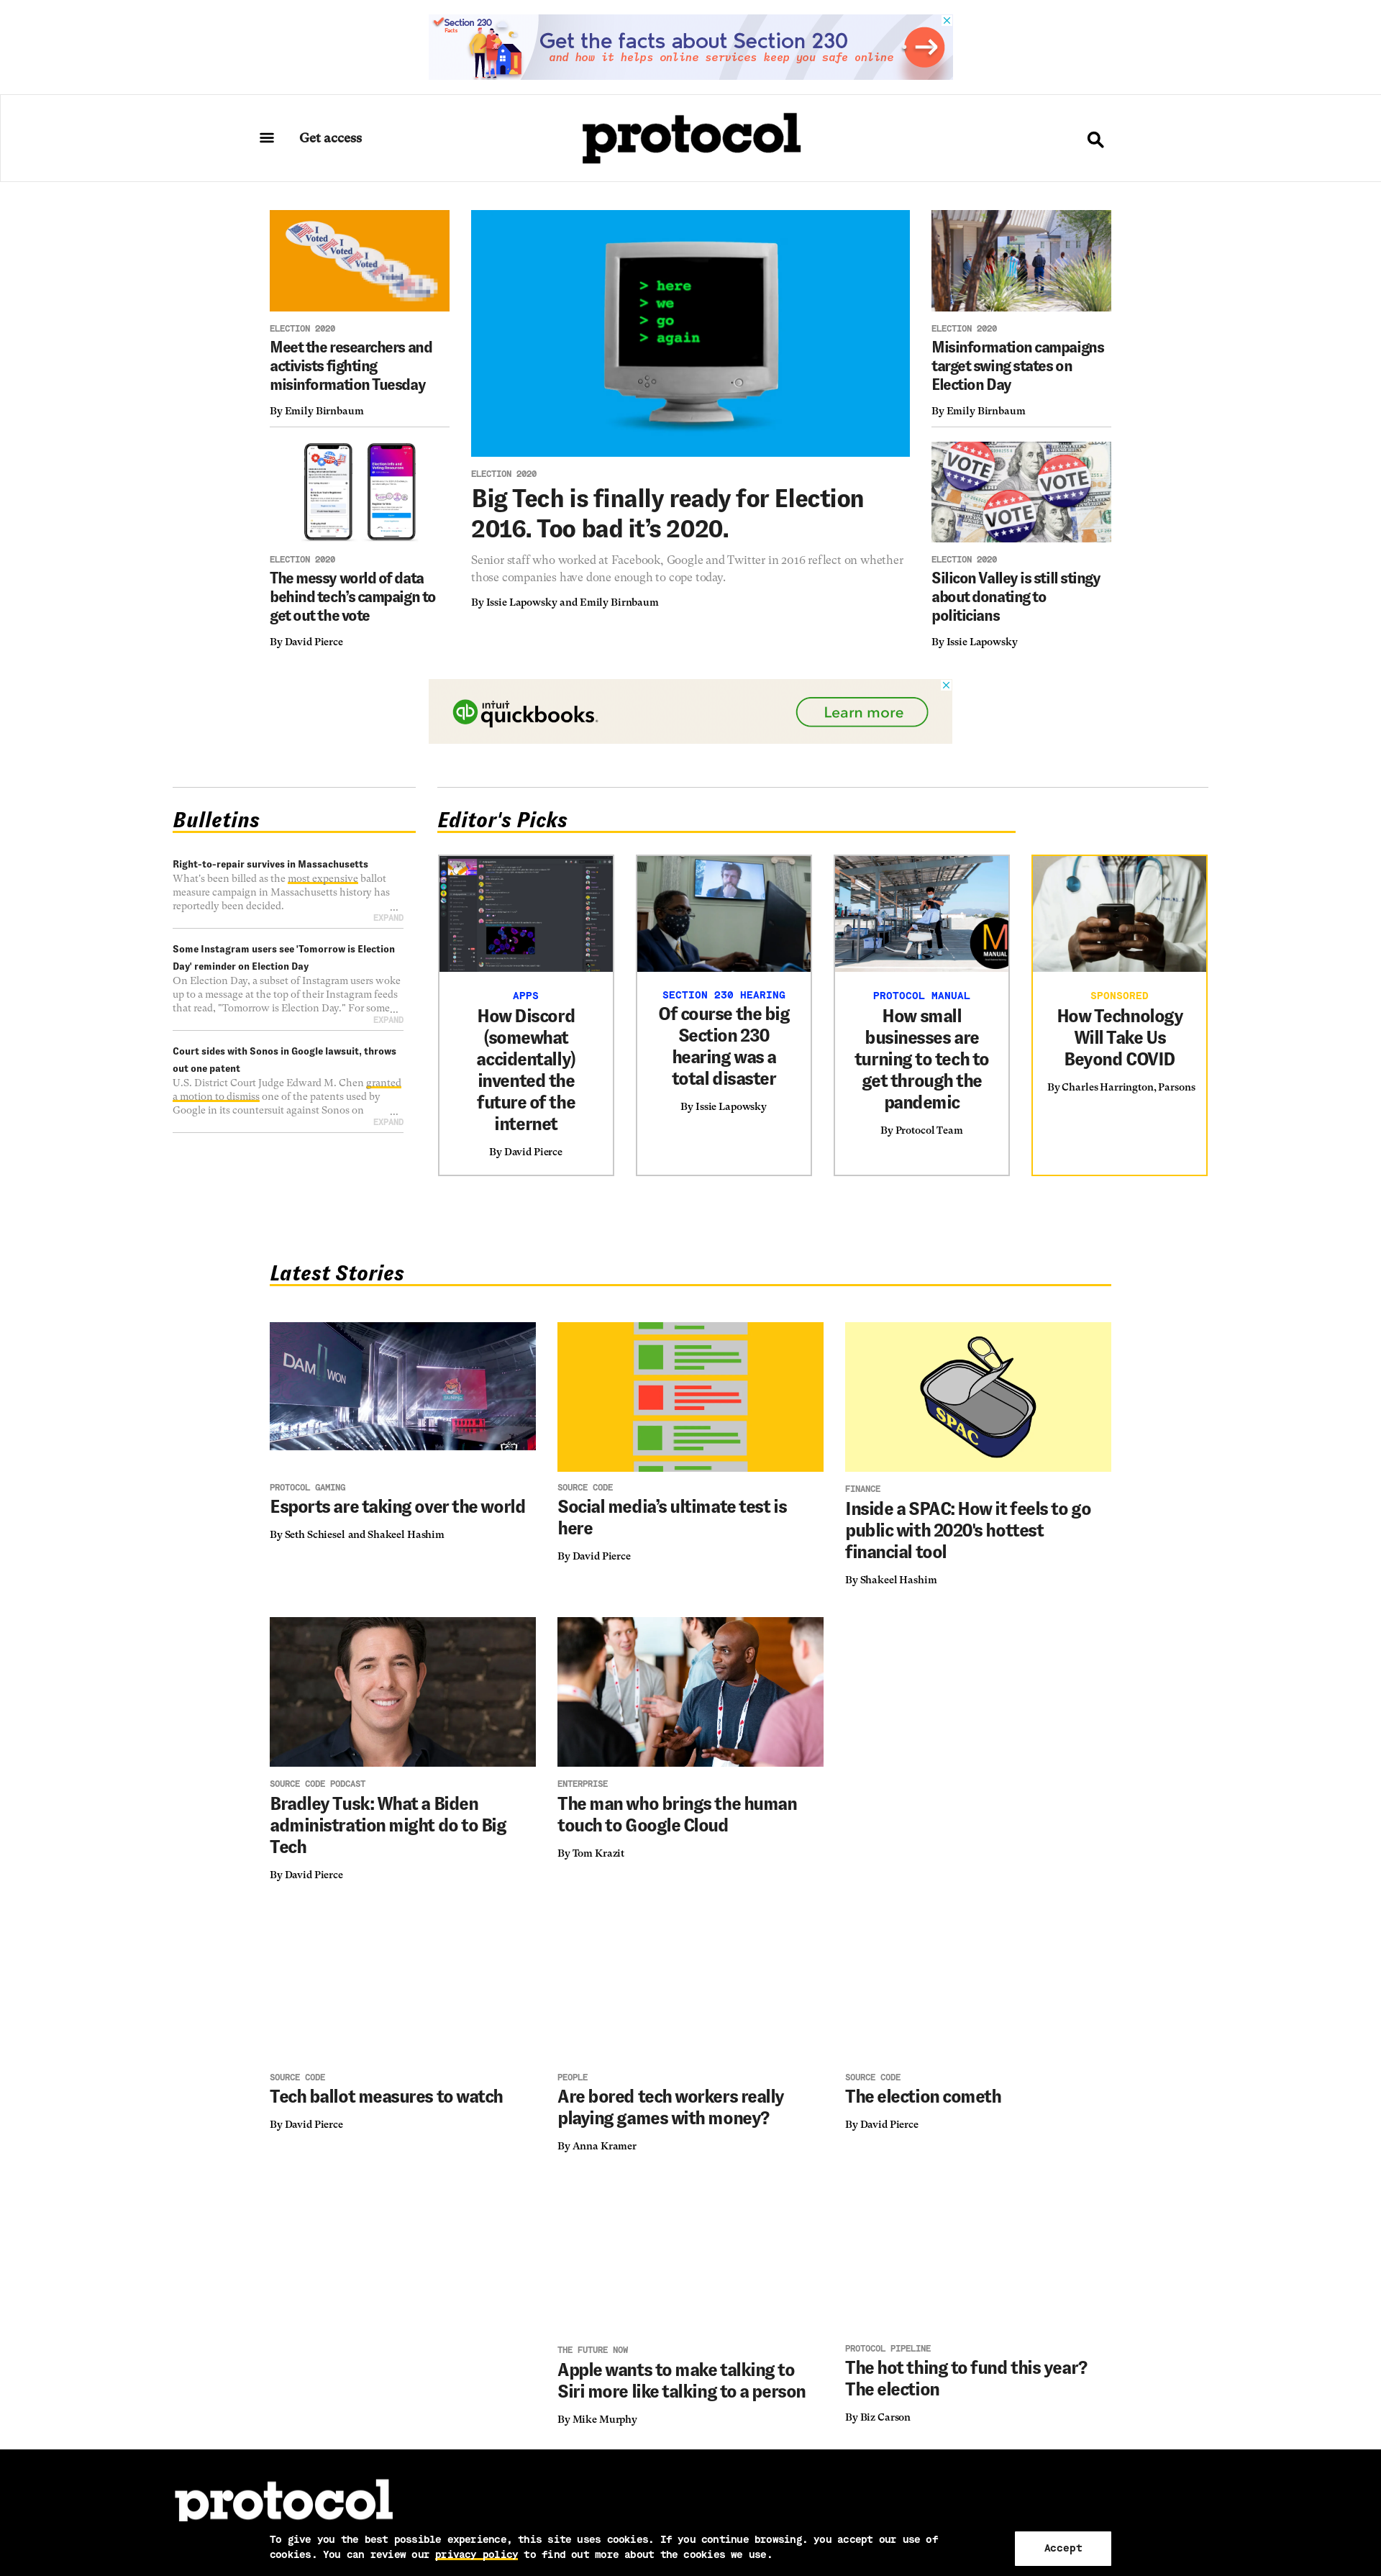 Section 230
Facts
Get the facts about Section 230
and how it helps online services keep you safe online
Get access
protocol
I Voted
I Voted
I Voted
I Voted
ELECTION 2020
Meet the researchers and
activists fighting
misinformation Tuesday
By Emily Birnbaum
ELECTION 2020
The messy world of data
behind tech's campaign to
get out the vote
By David Pierce
> here
> we
> go
> again
ELECTION 2020
Big Tech is finally ready for Election
2016. Too bad it's 2020.
Senior staff who worked at Facebook, Google and Twitter in 2016 reflect on whether
those companies have done enough to cope today.
By Issie Lapowsky and Emily Birnbaum
ELECTION 2020
Misinformation campaigns
target swing states on
Election Day
By Emily Birnbaum
VOTE
VOTE
VOTE
ELECTION 2020
Silicon Valley is still stingy
about donating to
politicians
By Issie Lapowsky
intuit
quickbooks.
Learn more
Bulletins
Right-to-repair survives in Massachusetts
What's been billed as the most expensive ballot
measure campaign in Massachusetts history has
reportedly been decided.
...
EXPAND
Some Instagram users see 'Tomorrow is Election
Day' reminder on Election Day
On Election Day, a subset of Instagram users woke
up to a message at the top of their Instagram feeds
that read, "Tomorrow is Election Day." For some...
EXPAND
Court sides with Sonos in Google lawsuit, throws
out one patent
U.S. District Court Judge Edward M. Chen granted
a motion to dismiss one of the patents used by
Google in its countersuit against Sonos on ...
EXPAND
Editor's Picks
APPS
How Discord
(somewhat
accidentally)
invented the
future of the
internet
By David Pierce
SECTION 230 HEARING
Of course the big
Section 230
hearing was a
total disaster
By Issie Lapowsky
M
MANUAL
PROTOCOL MANUAL
How small
businesses are
turning to tech to
get through the
pandemic
By Protocol Team
SPONSORED
How Technology
Will Take Us
Beyond COVID
By Charles Harrington, Parsons
Latest Stories
DAMWON
PROTOCOL GAMING
Esports are taking over the world
By Seth Schiesel and Shakeel Hashim
SOURCE CODE
Social media's ultimate test is
here
By David Pierce
SPAC
FINANCE
Inside a SPAC: How it feels to go
public with 2020's hottest
financial tool
By Shakeel Hashim
SOURCE CODE PODCAST
Bradley Tusk: What a Biden
administration might do to Big
Tech
By David Pierce
ENTERPRISE
The man who brings the human
touch to Google Cloud
By Tom Krazit
SOURCE CODE
Tech ballot measures to watch
By David Pierce
PEOPLE
Are bored tech workers really
playing games with money?
By Anna Kramer
SOURCE CODE
The election cometh
By David Pierce
THE FUTURE NOW
Apple wants to make talking to
Siri more like talking to a person
By Mike Murphy
PROTOCOL PIPELINE
The hot thing to fund this year?
The election
By Biz Carson
protocol
To give you the best possible experience, this site uses cookies. If you continue browsing. you accept our use of
cookies. You can review our privacy policy to find out more about the cookies we use.
Accept